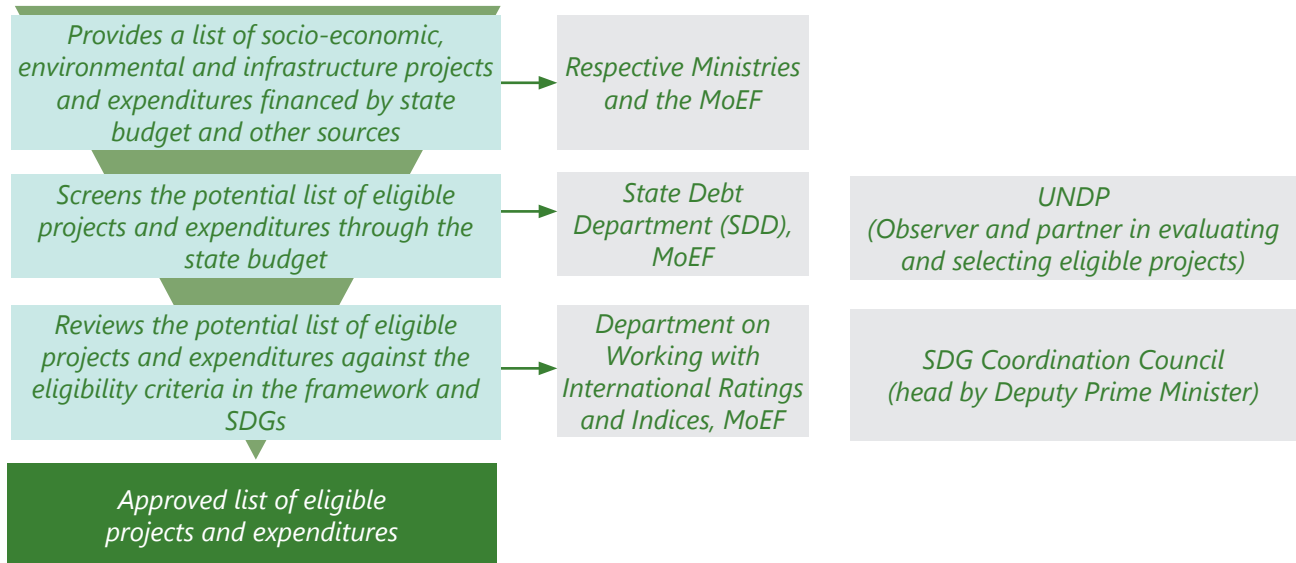 Provides a list of socio-economic,
environmental and infrastructure projects
and expenditures financed by state
budget and other sources
Respective Ministries
and the MoEF
Screens the potential list of eligible
projects and expenditures through the
state budget
State Debt
Department (SDD),
MoEF
UNDP
(Observer and partner in evaluating
and selecting eligible projects)
Reviews the potential list of eligible
projects and expenditures against the
eligibility criteria in the framework and
SDGs
Department on
Working with
International Ratings
and Indices, MoEF
SDG Coordination Council
(head by Deputy Prime Minister)
Approved list of eligible
projects and expenditures